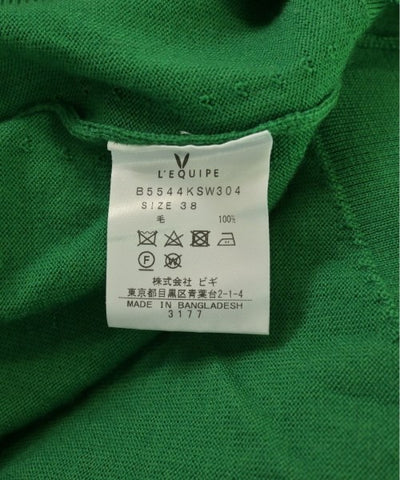 L'EQUIPE
B5544KSW304
SIZE 38
毛 100%
F W
株式会社 ビギ
東京都目黒区青葉台2-1-4
MADE IN BANGLADESH
3177